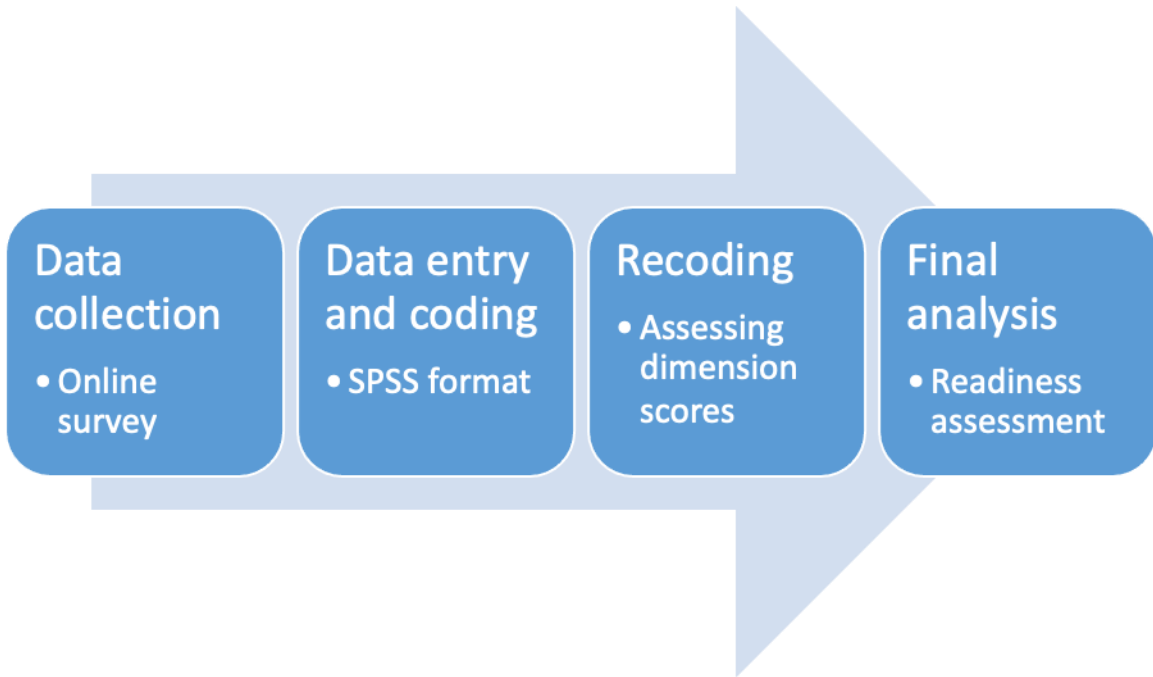 Data
collection
• Online
survey
Data entry
and coding
• SPSS format
Recoding
• Assessing
dimension
scores
Final
analysis
• Readiness
assessment